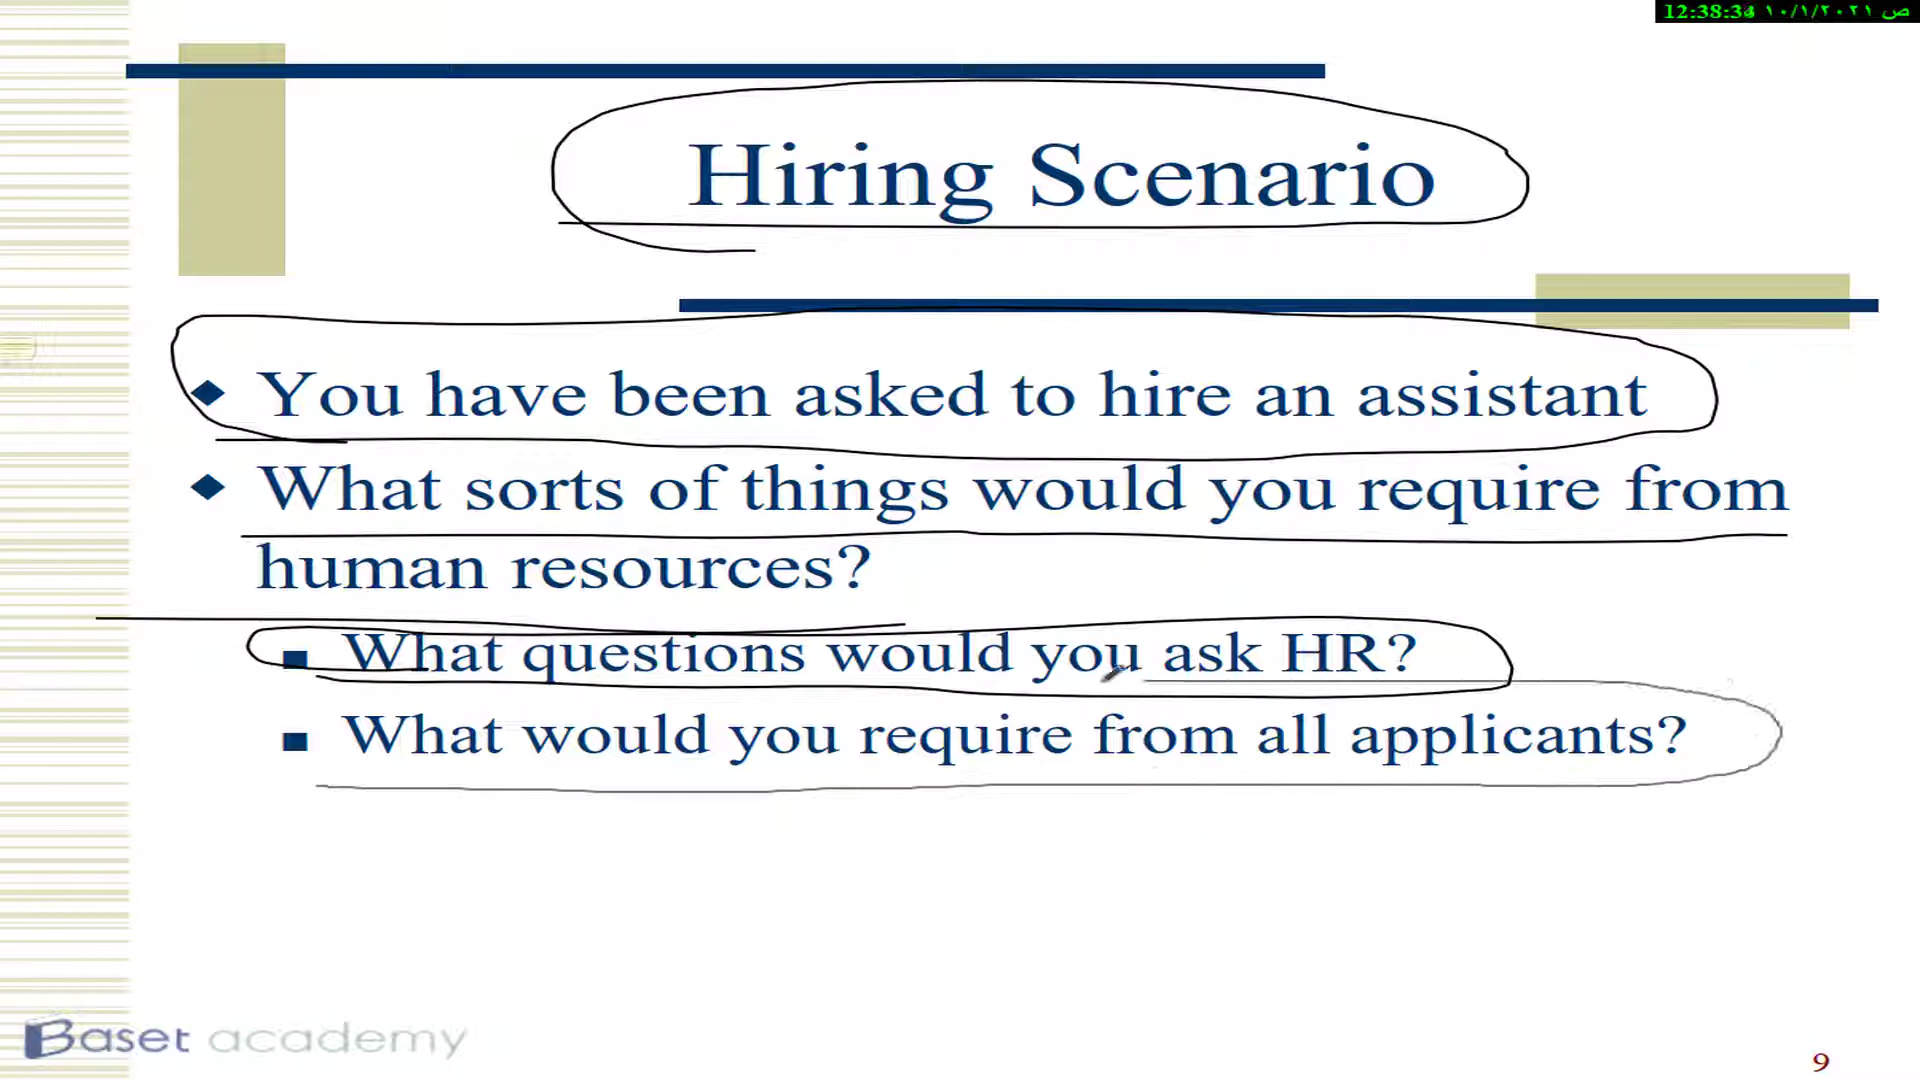 12:38:34 ١٠/١/٢٠٢١ ص
Hiring Scenario
You have been asked to hire an assistant
What sorts of things would you require from
human resources?
What questions would you ask HR?
What would you require from all applicants?
Baset academy
9